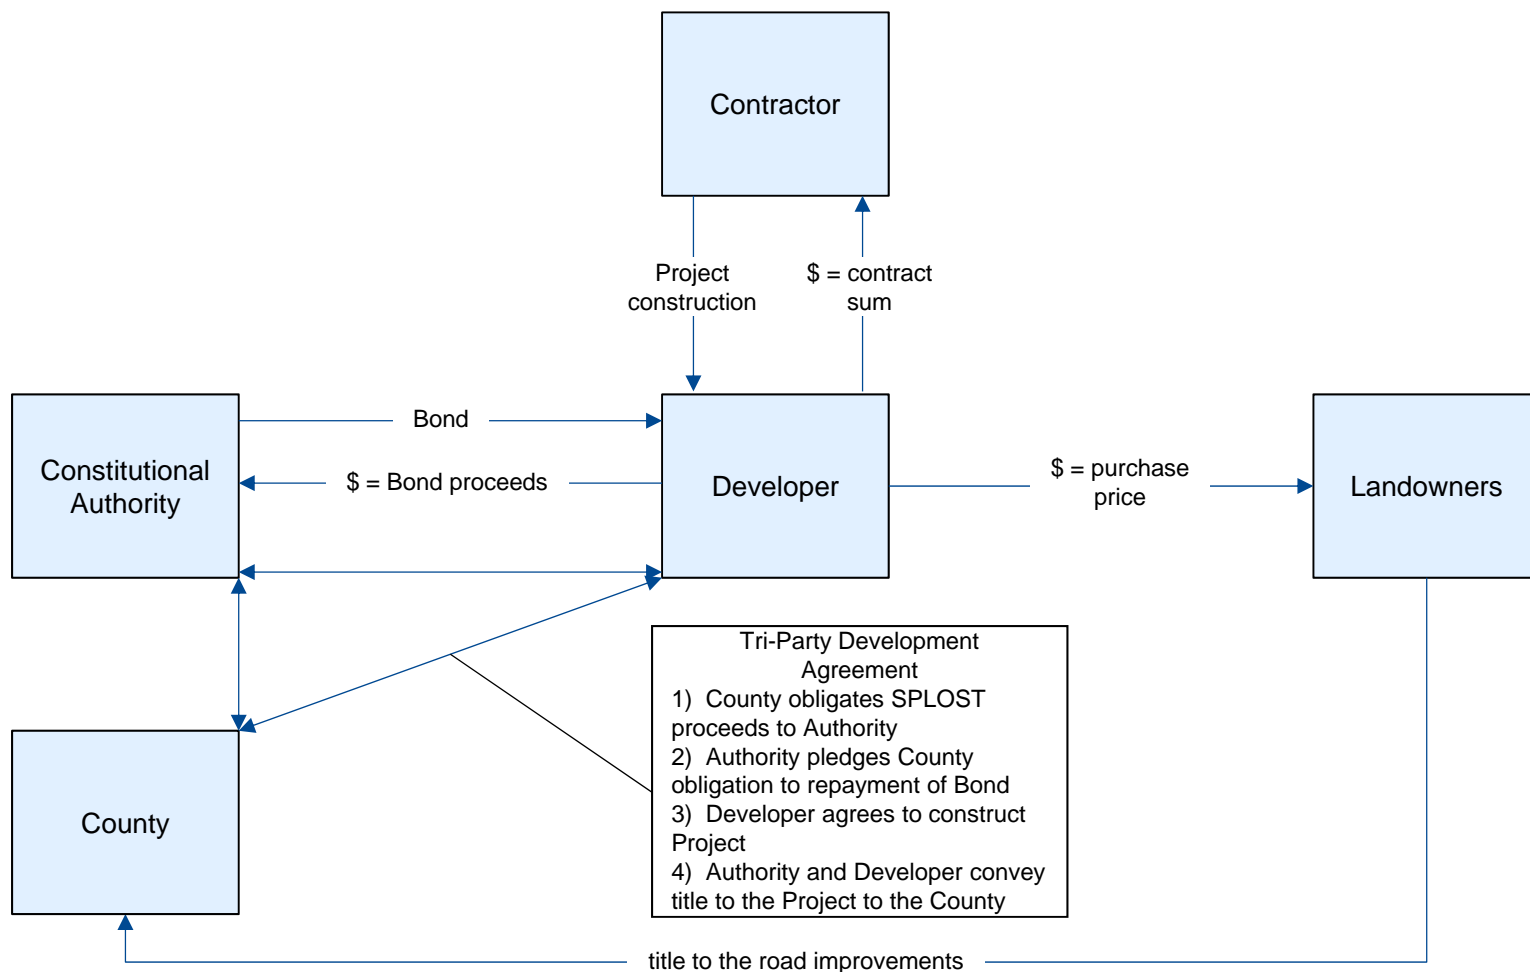 Contractor
Project
construction
$ = contract
sum
Bond
$ = Bond proceeds
Constitutional
Authority
Developer
$ = purchase
price
Landowners
Tri-Party Development
Agreement
1)  County obligates SPLOST
proceeds to Authority
2)  Authority pledges County
obligation to repayment of Bond
3)  Developer agrees to construct
Project
4)  Authority and Developer convey
title to the Project to the County
County
title to the road improvements